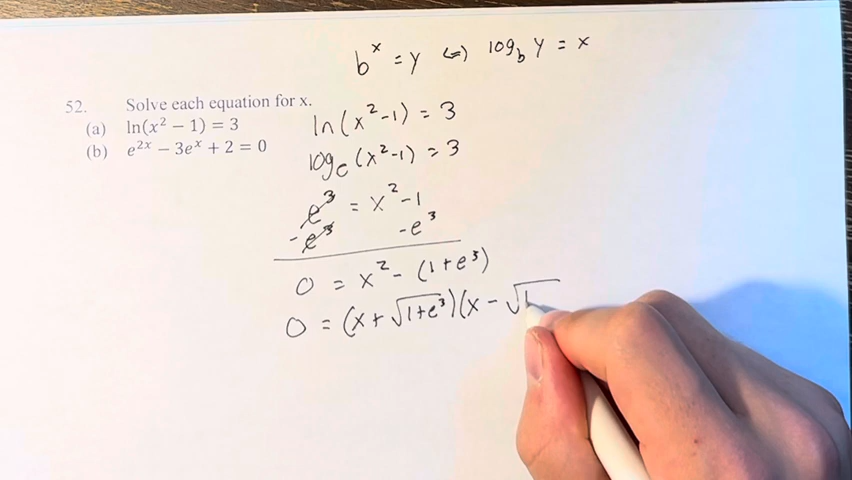 b^x = y ⇔ log_b y = x
52. Solve each equation for x.
(a) ln(x² − 1) = 3
(b) e^{2x} − 3e^x + 2 = 0
ln(x²-1) = 3
log_e (x²-1) = 3
e³ = x² -1
-e³ -e³
0 = x² - (1+e³)
0 = (x + √1+e³)(x - √1